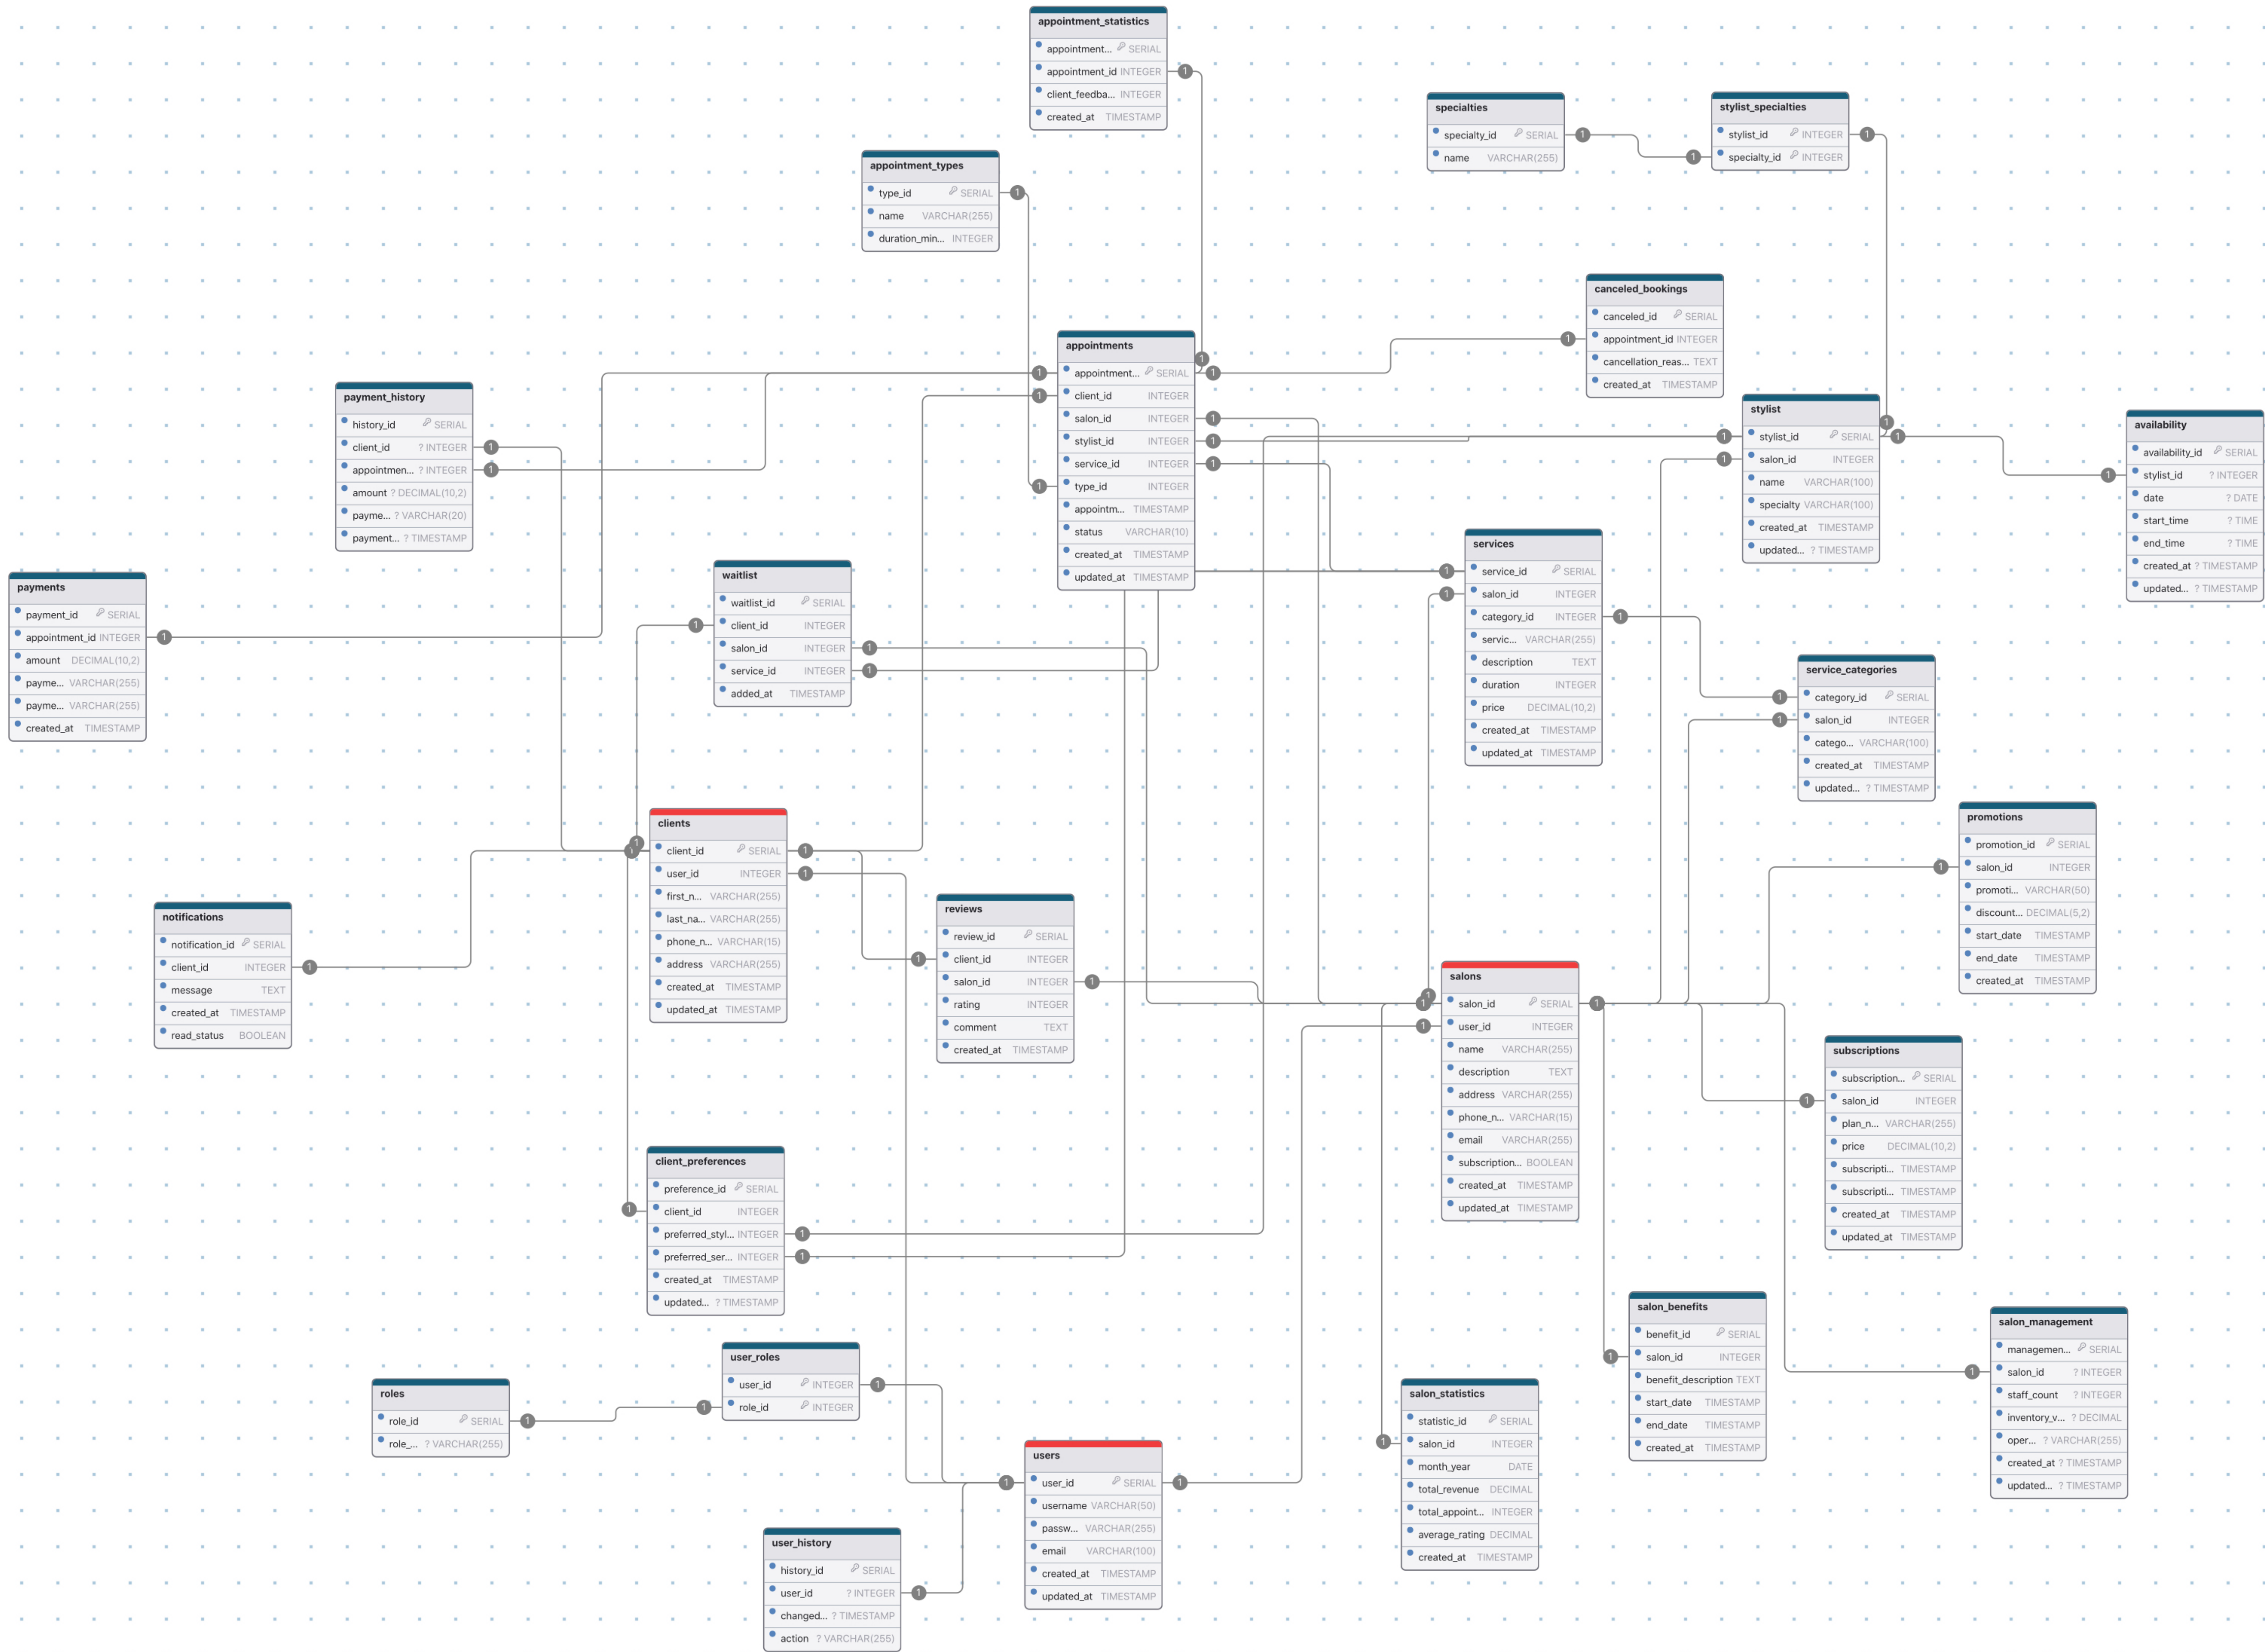 appointment_statistics
appointment... SERIAL
appointment_id INTEGER
client_feedba... INTEGER
created_at TIMESTAMP
specialties
specialty_id SERIAL
name VARCHAR(255)
stylist_specialties
stylist_id INTEGER
specialty_id INTEGER
appointment_types
type_id SERIAL
name VARCHAR(255)
duration_min... INTEGER
canceled_bookings
canceled_id SERIAL
appointment_id INTEGER
cancellation_reas... TEXT
created_at TIMESTAMP
appointments
appointment... SERIAL
client_id INTEGER
salon_id INTEGER
stylist_id INTEGER
service_id INTEGER
type_id INTEGER
appointm... TIMESTAMP
status VARCHAR(10)
created_at TIMESTAMP
updated_at TIMESTAMP
payment_history
history_id SERIAL
client_id ? INTEGER
appointmen... ? INTEGER
amount ? DECIMAL(10,2)
payme... ? VARCHAR(20)
payment... ? TIMESTAMP
stylist
stylist_id SERIAL
salon_id INTEGER
name VARCHAR(100)
specialty VARCHAR(100)
created_at TIMESTAMP
updated... ? TIMESTAMP
availability
availability_id SERIAL
stylist_id ? INTEGER
date ? DATE
start_time ? TIME
end_time ? TIME
created_at ? TIMESTAMP
updated... ? TIMESTAMP
services
service_id SERIAL
salon_id INTEGER
category_id INTEGER
servic... VARCHAR(255)
description TEXT
duration INTEGER
price DECIMAL(10,2)
created_at TIMESTAMP
updated_at TIMESTAMP
waitlist
waitlist_id SERIAL
client_id INTEGER
salon_id INTEGER
service_id INTEGER
added_at TIMESTAMP
payments
payment_id SERIAL
appointment_id INTEGER
amount DECIMAL(10,2)
payme... VARCHAR(255)
payme... VARCHAR(255)
created_at TIMESTAMP
service_categories
category_id SERIAL
salon_id INTEGER
catego... VARCHAR(100)
created_at TIMESTAMP
updated... ? TIMESTAMP
promotions
promotion_id SERIAL
salon_id INTEGER
promoti... VARCHAR(50)
discount... DECIMAL(5,2)
start_date TIMESTAMP
end_date TIMESTAMP
created_at TIMESTAMP
clients
client_id SERIAL
user_id INTEGER
first_n... VARCHAR(255)
last_na... VARCHAR(255)
phone_n... VARCHAR(15)
address VARCHAR(255)
created_at TIMESTAMP
updated_at TIMESTAMP
notifications
notification_id SERIAL
client_id INTEGER
message TEXT
created_at TIMESTAMP
read_status BOOLEAN
reviews
review_id SERIAL
client_id INTEGER
salon_id INTEGER
rating INTEGER
comment TEXT
created_at TIMESTAMP
salons
salon_id SERIAL
user_id INTEGER
name VARCHAR(255)
description TEXT
address VARCHAR(255)
phone_n... VARCHAR(15)
email VARCHAR(255)
subscription... BOOLEAN
created_at TIMESTAMP
updated_at TIMESTAMP
subscriptions
subscription... SERIAL
salon_id INTEGER
plan_n... VARCHAR(255)
price DECIMAL(10,2)
subscripti... TIMESTAMP
subscripti... TIMESTAMP
created_at TIMESTAMP
updated_at TIMESTAMP
client_preferences
preference_id SERIAL
client_id INTEGER
preferred_styl... INTEGER
preferred_ser... INTEGER
created_at TIMESTAMP
updated... ? TIMESTAMP
salon_benefits
benefit_id SERIAL
salon_id INTEGER
benefit_description TEXT
start_date TIMESTAMP
end_date TIMESTAMP
created_at TIMESTAMP
salon_management
managemen... SERIAL
salon_id ? INTEGER
staff_count ? INTEGER
inventory_v... ? DECIMAL
oper... ? VARCHAR(255)
created_at ? TIMESTAMP
updated... ? TIMESTAMP
user_roles
user_id INTEGER
role_id INTEGER
roles
role_id SERIAL
role_... ? VARCHAR(255)
salon_statistics
statistic_id SERIAL
salon_id INTEGER
month_year DATE
total_revenue DECIMAL
total_appoint... INTEGER
average_rating DECIMAL
created_at TIMESTAMP
users
user_id SERIAL
username VARCHAR(50)
passw... VARCHAR(255)
email VARCHAR(100)
created_at TIMESTAMP
updated_at TIMESTAMP
user_history
history_id SERIAL
user_id ? INTEGER
changed... ? TIMESTAMP
action ? VARCHAR(255)